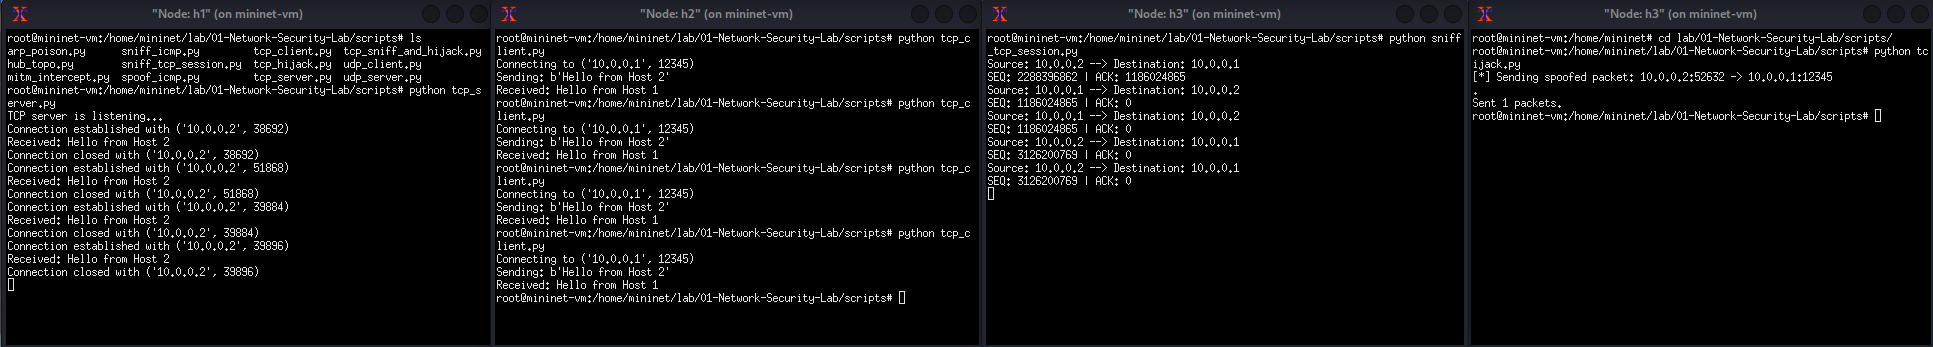 "Node: h1" (on mininet-vm)
root@mininet-vm:/home/mininet/lab/01-Network-Security-Lab/scripts# ls
arp_poison.py      sniff_icmp.py         tcp_client.py  tcp_sniff_and_hijack.py
hub_topo.py        sniff_tcp_session.py  tcp_hijack.py  udp_client.py
mitm_intercept.py  spoof_icmp.py         tcp_server.py  udp_server.py
root@mininet-vm:/home/mininet/lab/01-Network-Security-Lab/scripts# python tcp_s
erver.py
TCP server is listening...
Connection established with ('10.0.0.2', 38692)
Received: Hello from Host 2
Connection closed with ('10.0.0.2', 38692)
Connection established with ('10.0.0.2', 51868)
Received: Hello from Host 2
Connection closed with ('10.0.0.2', 51868)
Connection established with ('10.0.0.2', 39884)
Received: Hello from Host 2
Connection closed with ('10.0.0.2', 39884)
Connection established with ('10.0.0.2', 39896)
Received: Hello from Host 2
Connection closed with ('10.0.0.2', 39896)
"Node: h2" (on mininet-vm)
root@mininet-vm:/home/mininet/lab/01-Network-Security-Lab/scripts# python tcp_c
lient.py
Connecting to ('10.0.0.1', 12345)
Sending: b'Hello from Host 2'
Received: Hello from Host 1
root@mininet-vm:/home/mininet/lab/01-Network-Security-Lab/scripts# python tcp_c
lient.py
Connecting to ('10.0.0.1', 12345)
Sending: b'Hello from Host 2'
Received: Hello from Host 1
root@mininet-vm:/home/mininet/lab/01-Network-Security-Lab/scripts# python tcp_c
lient.py
Connecting to ('10.0.0.1', 12345)
Sending: b'Hello from Host 2'
Received: Hello from Host 1
root@mininet-vm:/home/mininet/lab/01-Network-Security-Lab/scripts# python tcp_c
lient.py
Connecting to ('10.0.0.1', 12345)
Sending: b'Hello from Host 2'
Received: Hello from Host 1
root@mininet-vm:/home/mininet/lab/01-Network-Security-Lab/scripts#
"Node: h3" (on mininet-vm)
root@mininet-vm:/home/mininet/lab/01-Network-Security-Lab/scripts# python sniff
_tcp_session.py
Source: 10.0.0.2 --> Destination: 10.0.0.1
SEQ: 2288396862 | ACK: 1186024865
Source: 10.0.0.1 --> Destination: 10.0.0.2
SEQ: 1186024865 | ACK: 0
Source: 10.0.0.1 --> Destination: 10.0.0.2
SEQ: 1186024865 | ACK: 0
Source: 10.0.0.2 --> Destination: 10.0.0.1
SEQ: 3126200769 | ACK: 0
Source: 10.0.0.2 --> Destination: 10.0.0.1
SEQ: 3126200769 | ACK: 0
"Node: h3" (on mininet-vm)
root@mininet-vm:/home/mininet# cd lab/01-Network-Security-Lab/scripts/
root@mininet-vm:/home/mininet/lab/01-Network-Security-Lab/scripts# python tc
ijack.py
[*] Sending spoofed packet: 10.0.0.2:52632 -> 10.0.0.1:12345
.
Sent 1 packets.
root@mininet-vm:/home/mininet/lab/01-Network-Security-Lab/scripts#